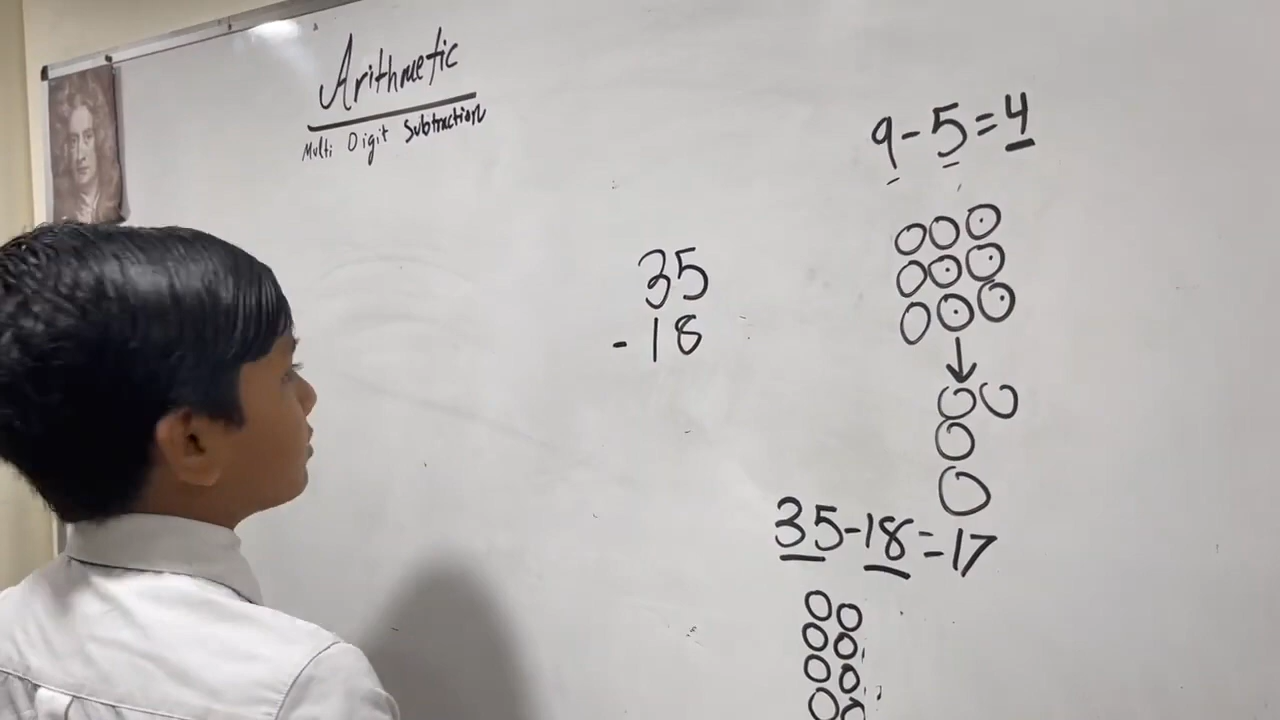 Arithmetic
Multi Digit Subtraction
9-5=4
35
-18
35-18=17